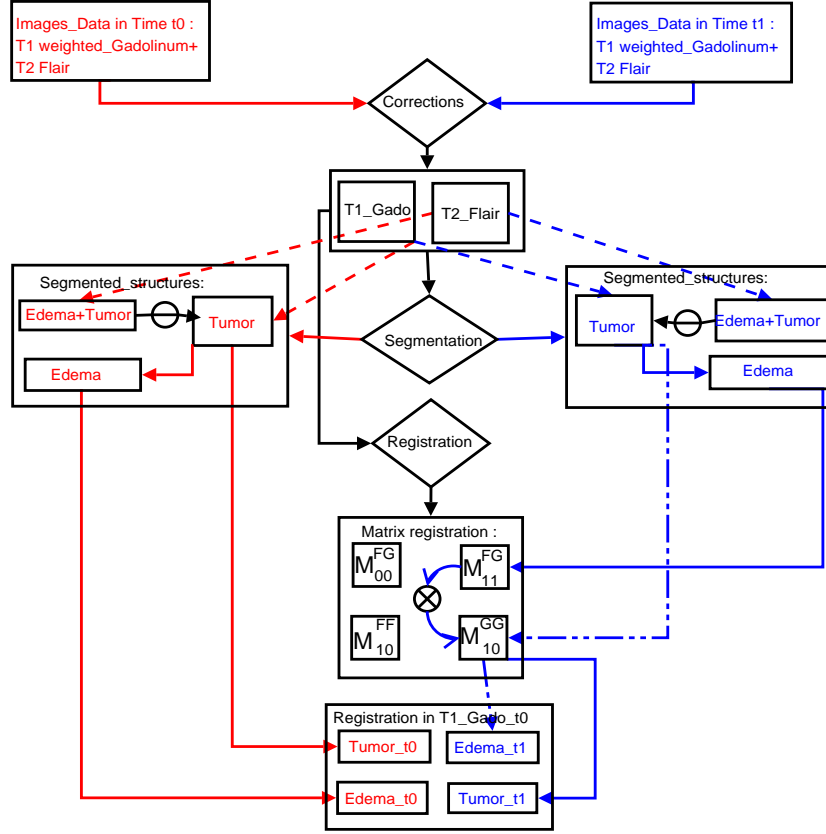 Images_Data in Time t0 :
T1 weighted_Gadolinum+
T2 Flair
Images_Data in Time t1 :
T1 weighted_Gadolinum+
T2 Flair
Corrections
T1_Gado
T2_Flair
Segmented_structures:
Edema+Tumor
Tumor
Edema
Segmentation
Segmented_structures:
Tumor
Edema+Tumor
Edema
Registration
Matrix registration :
M FG 00
M FG 11
M FF 10
M GG 10
Registration in T1_Gado_t0
Tumor_t0
Edema_t1
Edema_t0
Tumor_t1